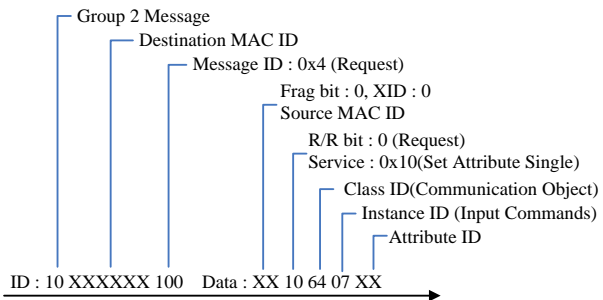 Group 2 Message
Destination MAC ID
Message ID : 0x4 (Request)
Frag bit : 0, XID : 0
Source MAC ID
R/R bit : 0 (Request)
Service : 0x10(Set Attribute Single)
Class ID(Communication Object)
Instance ID (Input Commands)
Attribute ID
ID : 10 XXXXXX 100 Data : XX 10 64 07 XX